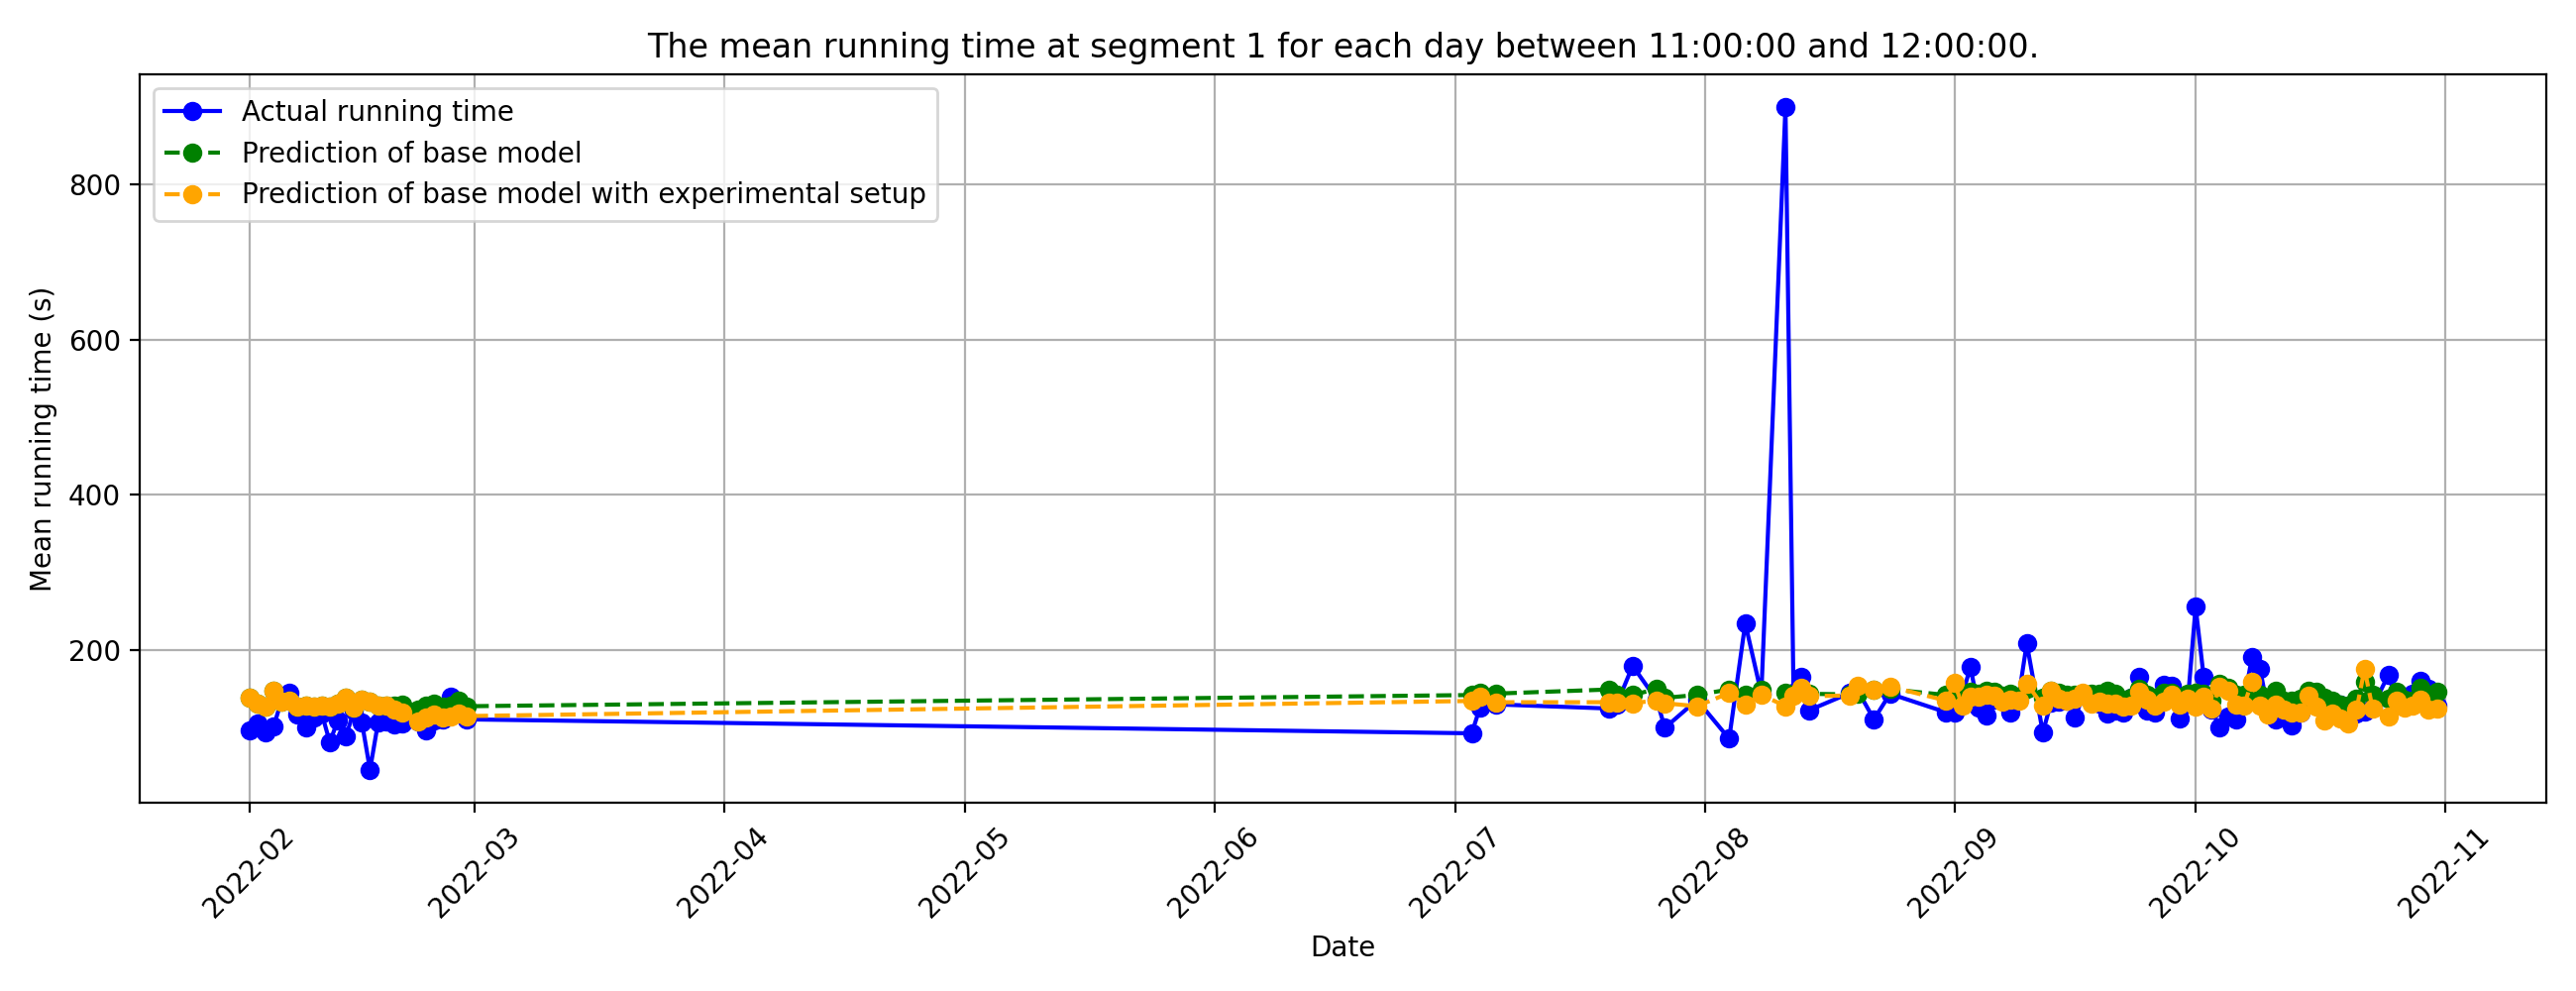 The mean running time at segment 1 for each day between 11:00:00 and 12:00:00.
Actual running time
Prediction of base model
Prediction of base model with experimental setup
Mean running time (s)
800
600
400
200
2022-02
2022-03
2022-04
2022-05
2022-06
2022-07
2022-08
2022-09
2022-10
2022-11
Date